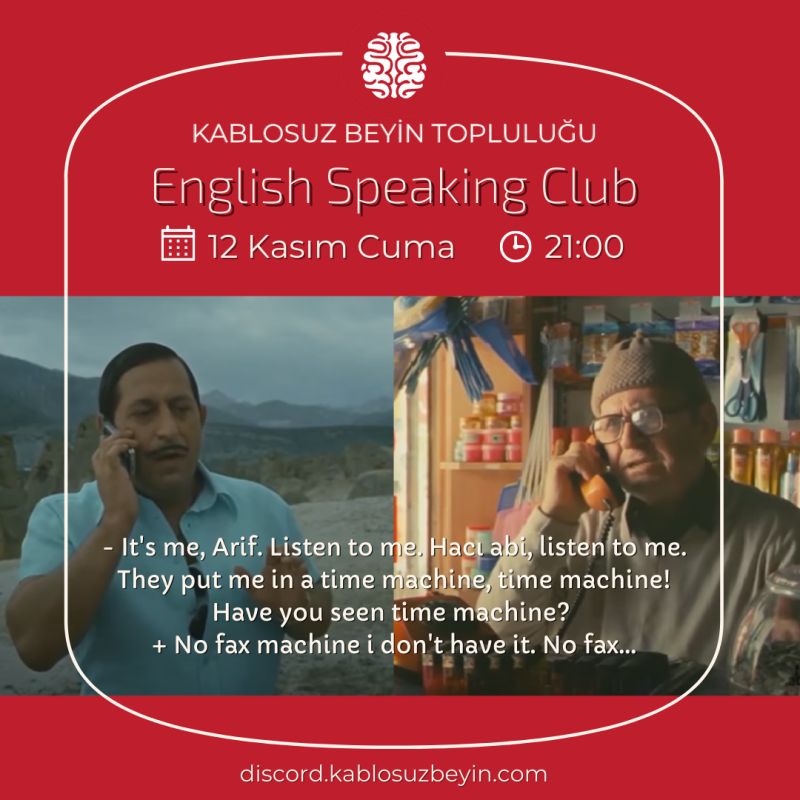 KABLOSUZ BEYİN TOPLULUĞU
English Speaking Club
12 Kasım Cuma 21:00
- It's me, Arif. Listen to me. Hacı abi, listen to me.
They put me in a time machine, time machine!
Have you seen time machine?
+ No fax machine i don't have it. No fax...
discord.kablosuzbeyin.com